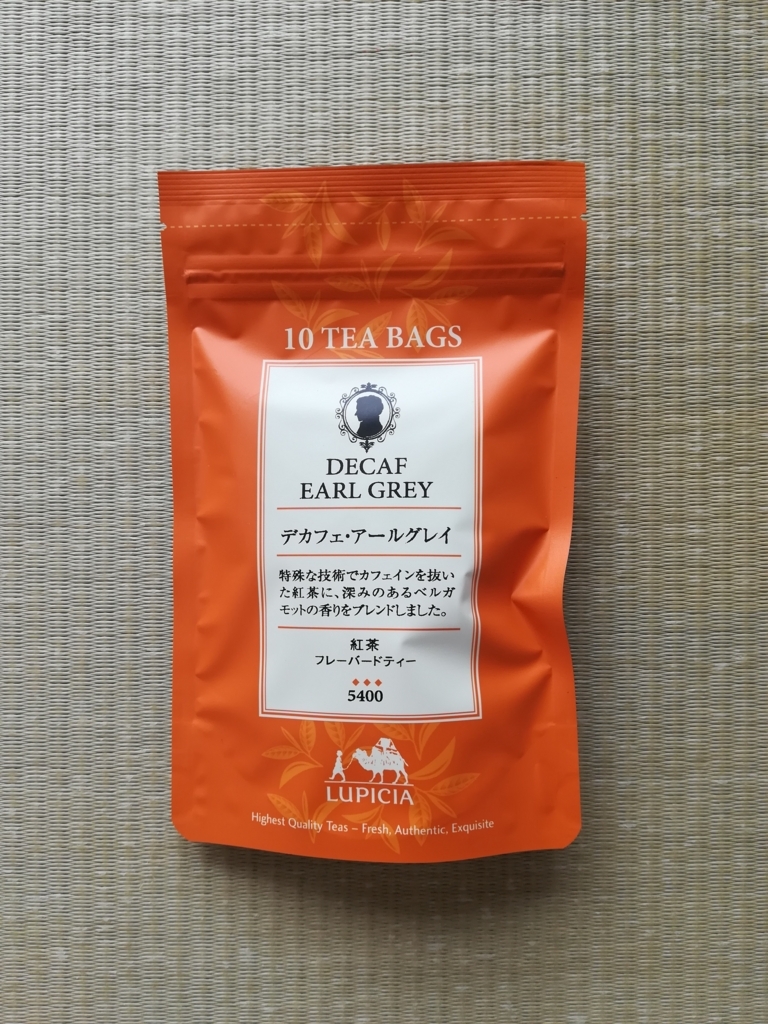 10 TEA BAGS
DECAF
EARL GREY
デカフェ・アールグレイ
特殊な技術でカフェインを抜い
た紅茶に、深みのあるベルガ
モットの香りをブレンドしました。
紅茶
フレーバードティー
5400
LUPICIA
Highest Quality Teas – Fresh, Authentic, Exquisite